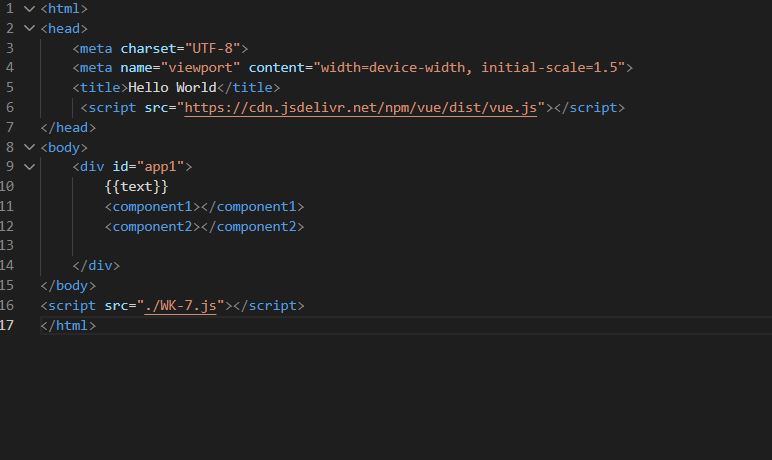 1 <html>
2 <head>
3     <meta charset="UTF-8">
4     <meta name="viewport" content="width=device-width, initial-scale=1.5">
5     <title>Hello World</title>
6      <script src="https://cdn.jsdelivr.net/npm/vue/dist/vue.js"></script>
7 </head>
8 <body>
9     <div id="app1">
10         {{text}}
11         <component1></component1>
12         <component2></component2>
13
14     </div>
15 </body>
16 <script src="./WK-7.js"></script>
17 </html>